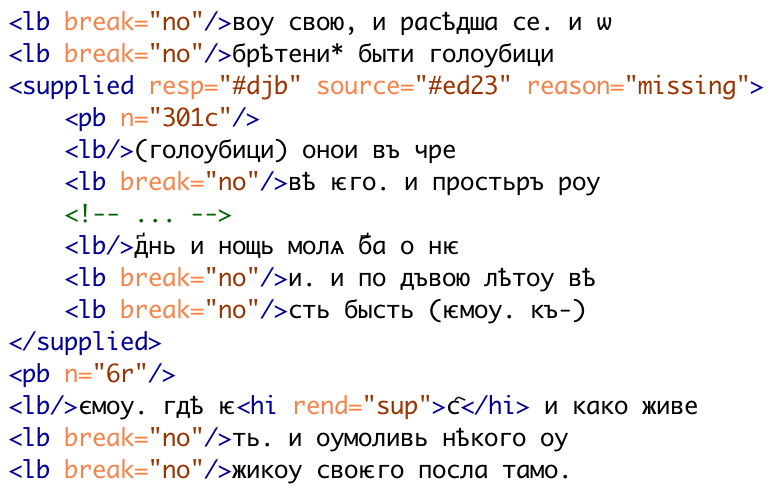 <lb break="no"/>воу свою, и расѣдша се. и ѡ
<lb break="no"/>брѣтени* быти голоубици
<supplied resp="#djb" source="#ed23" reason="missing">
<pb n="301c"/>
<lb/>(голоубици) онои въ чре
<lb break="no"/>вѣ ѥго. и простьръ роу
<!-- ... -->
<lb/>д҃нь и нощь молѧ б҃а о нѥ
<lb break="no"/>и. и по дъвою лѣтоу вѣ
<lb break="no"/>сть бысть (ѥмоу. къ-)
</supplied>
<pb n="6r"/>
<lb/>ѥмоу. гдѣ ѥ<hi rend="sup">с҇</hi> и како живе
<lb break="no"/>ть. и оумоливь нѣкого оу
<lb break="no"/>жикоу своѥго посла тамо.